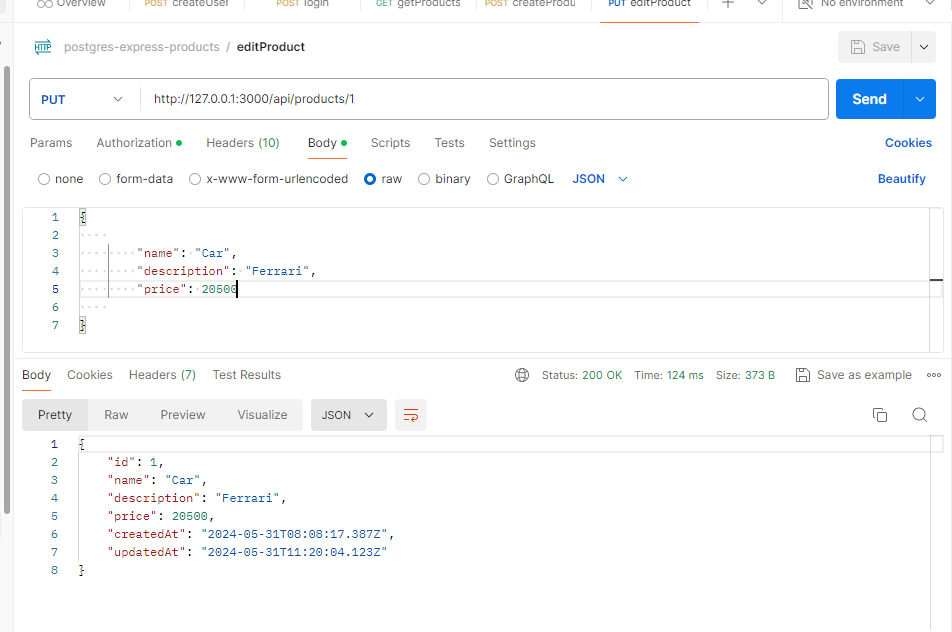 Overview POST createUser POST login GET getProducts POST createProdu PUT editProduct No environment
HTTP postgres-express-products / editProduct Save
PUT http://127.0.0.1:3000/api/products/1 Send
Params Authorization Headers (10) Body Scripts Tests Settings Cookies
none form-data x-www-form-urlencoded raw binary GraphQL JSON Beautify
1 {
2
3 "name": "Car",
4 "description": "Ferrari",
5 "price": 20500
6
7 }
Body Cookies Headers (7) Test Results Status: 200 OK Time: 124 ms Size: 373 B Save as example
Pretty Raw Preview Visualize JSON
1 {
2 "id": 1,
3 "name": "Car",
4 "description": "Ferrari",
5 "price": 20500,
6 "createdAt": "2024-05-31T08:08:17.387Z",
7 "updatedAt": "2024-05-31T11:20:04.123Z"
8 }